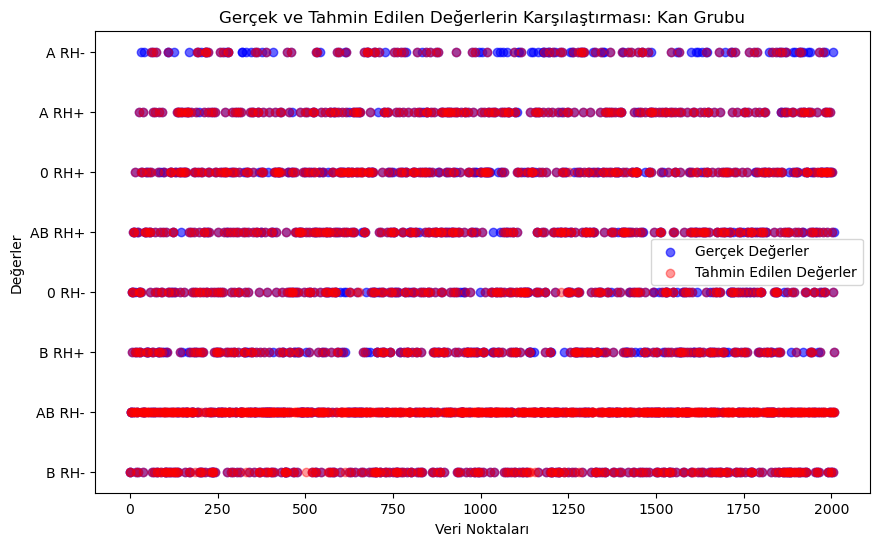 Gerçek ve Tahmin Edilen Değerlerin Karşılaştırması: Kan Grubu
A RH-
A RH+
0 RH+
AB RH+
0 RH-
B RH+
AB RH-
B RH-
Değerler
Gerçek Değerler
Tahmin Edilen Değerler
0
250
500
750
1000
1250
1500
1750
2000
Veri Noktaları